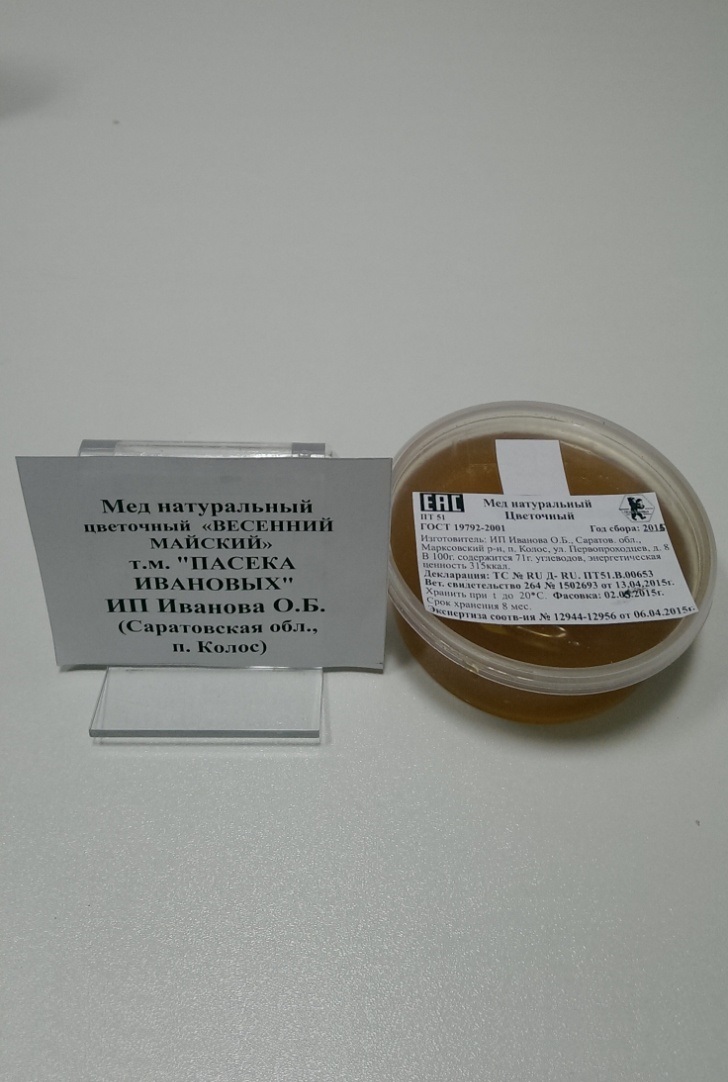 Мед натуральный
цветочный «ВЕСЕННИЙ
МАЙСКИЙ»
т.м. "ПАСЕКА
ИВАНОВЫХ"
ИП Иванова О.Б.
(Саратовская обл.,
п. Колос)
EAC Мед натуральный
ПТ 51 Цветочный
ГОСТ 19792-2001 Год сбора: 2015
Изготовитель: ИП Иванова О.Б., Саратов. обл.,
Марксовский р-н, п. Колос, ул. Первопроходцев, д. 8
В 100г. содержится 71г. углеводов, энергетическая
ценность 315ккал.
Декларация: ТС № RU Д- RU. ПТ51.В.00653
Вет. свидетельство 264 № 1502693 от 13.04.2015г.
Хранить при t до 20*С. Фасовка: 02.2015г.
Срок хранения 8 мес.
Экспертиза соотв-ия № 12944-12956 от 06.04.2015г.